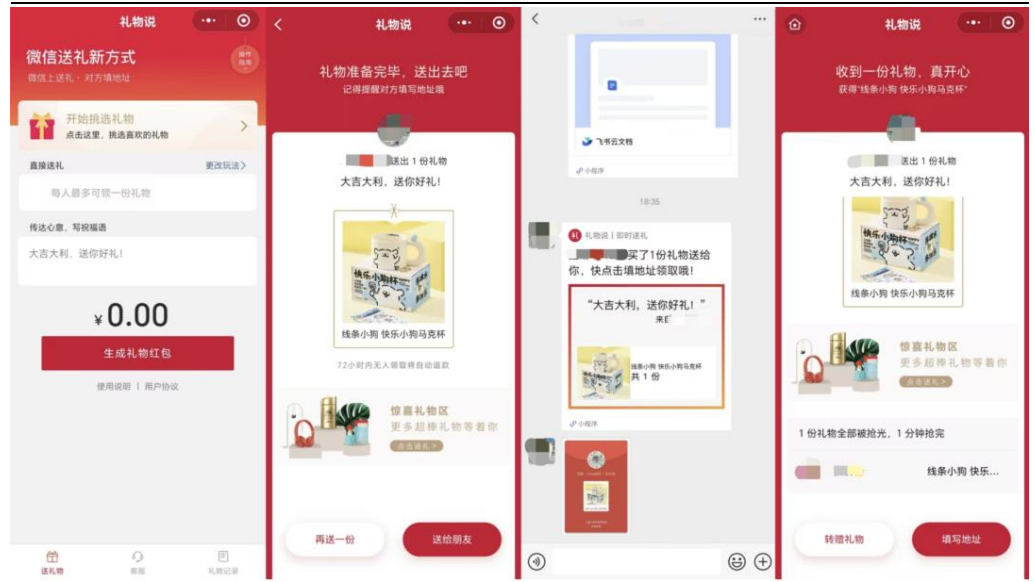 礼物说
微信送礼新方式
微信上送礼·对方填地址
操作
指南
开始挑选礼物
点击这里，挑选喜欢的礼物
直接送礼
更改玩法>
每人最多可领一份礼物
传达心意，写祝福语
大吉大利，送你好礼！
¥0.00
生成礼物红包
使用说明 | 用户协议
送礼物
客服
礼物记录
礼物说
礼物准备完毕，送出去吧
记得提醒对方填写地址哦
送出 1 份礼物
大吉大利，送你好礼！
快乐小狗杯
线条小狗 快乐小狗马克杯
72小时内无人领取将自动退款
惊喜礼物区
更多超棒礼物等着你
点击送礼 >
再送一份
送给朋友
飞书云文档
小程序
18:35
礼物说 | 即时送礼
买了1份礼物送给
你，快点击填地址领取哦！
“大吉大利，送你好礼！”
来自
线条小狗 快乐小狗马克杯
共 1 份
小程序
礼物说
收到一份礼物，真开心
获得“线条小狗 快乐小狗马克杯”
送出 1 份礼物
大吉大利，送你好礼！
快乐小狗杯
线条小狗 快乐小狗马克杯
惊喜礼物区
更多超棒礼物等着你
点击送礼 >
1 份礼物全部被抢光，1 分钟抢完
线条小狗 快乐...
转赠礼物
填写地址